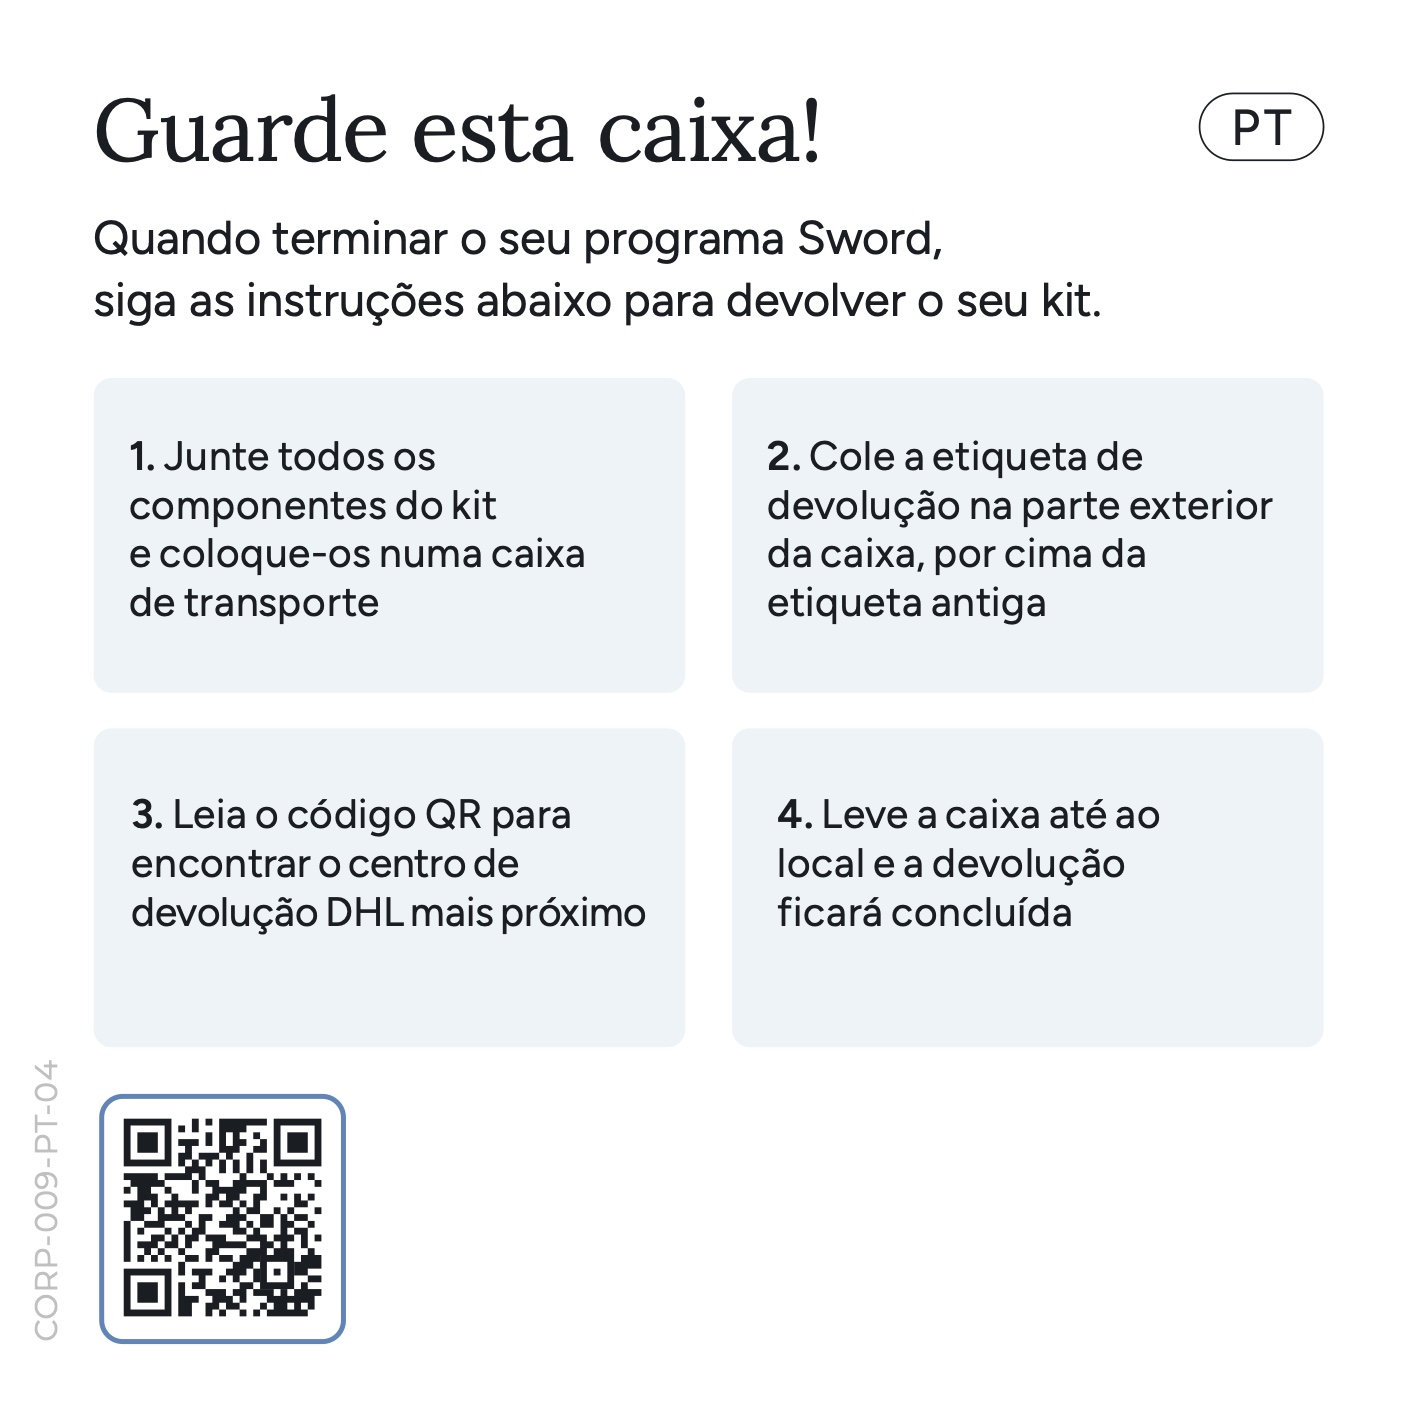 Guarde esta caixa!
PT
Quando terminar o seu programa Sword,
siga as instruções abaixo para devolver o seu kit.
1. Junte todos os
componentes do kit
e coloque-os numa caixa
de transporte
2. Cole a etiqueta de
devolução na parte exterior
da caixa, por cima da
etiqueta antiga
3. Leia o código QR para
encontrar o centro de
devolução DHL mais próximo
4. Leve a caixa até ao
local e a devolução
ficará concluída
CORP-009-PT-04